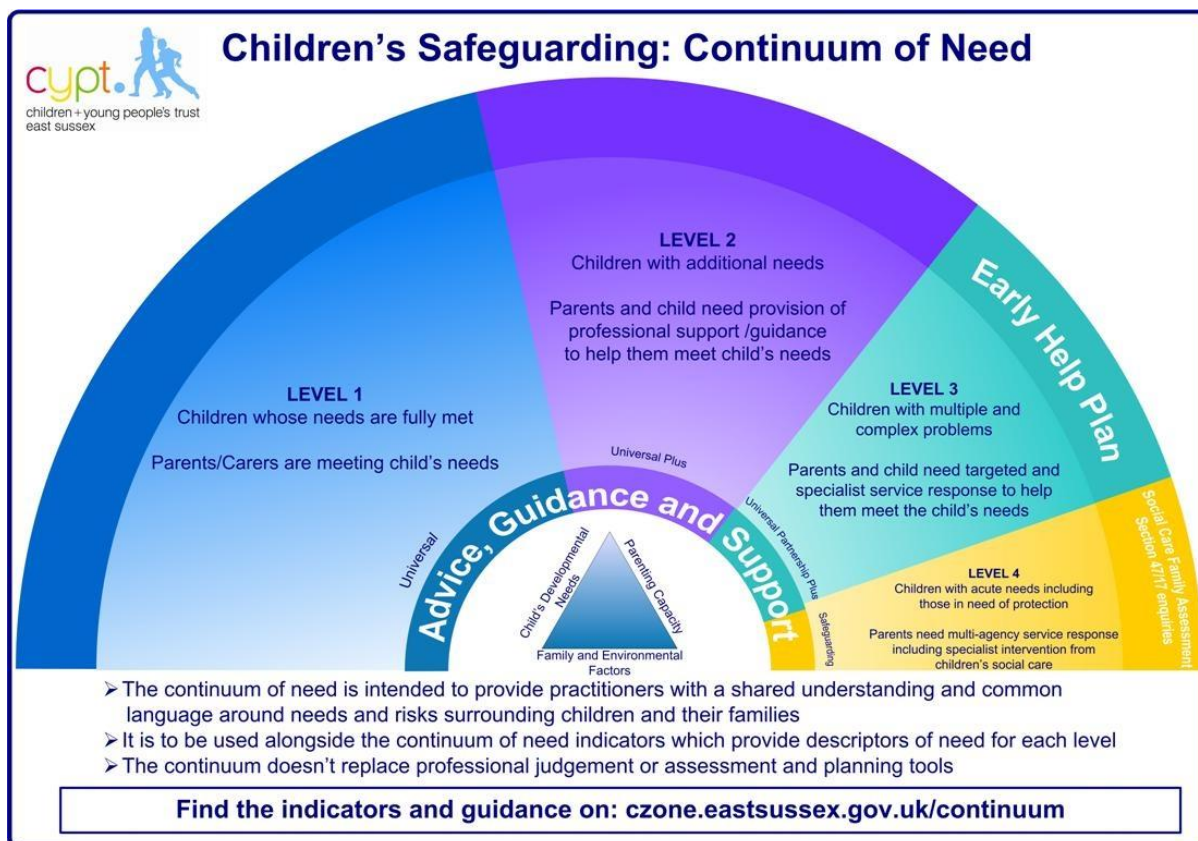 Children's Safeguarding: Continuum of Need
cypt.
children+young people's trust
east sussex
LEVEL 1
Children whose needs are fully met
Parents/Carers are meeting child's needs
LEVEL 2
Children with additional needs
Parents and child need provision of
professional support /guidance
to help them meet child's needs
Early Help Plan
LEVEL 3
Children with multiple and
complex problems
Parents and child need targeted and
specialist service response to help
them meet the child's needs
Social Care Family Assessment
Section 47/17 enquiries
LEVEL 4
Children with acute needs including
those in need of protection
Parents need multi-agency service response
including specialist intervention from
children's social care
Universal
Universal Plus
Universal Partnership Plus
Safeguarding
Advice, Guidance and Support
Child's Developmental
Needs
Parenting Capacity
Family and Environmental
Factors
➢ The continuum of need is intended to provide practitioners with a shared understanding and common
language around needs and risks surrounding children and their families
➢ It is to be used alongside the continuum of need indicators which provide descriptors of need for each level
➢ The continuum doesn't replace professional judgement or assessment and planning tools
Find the indicators and guidance on: czone.eastsussex.gov.uk/continuum